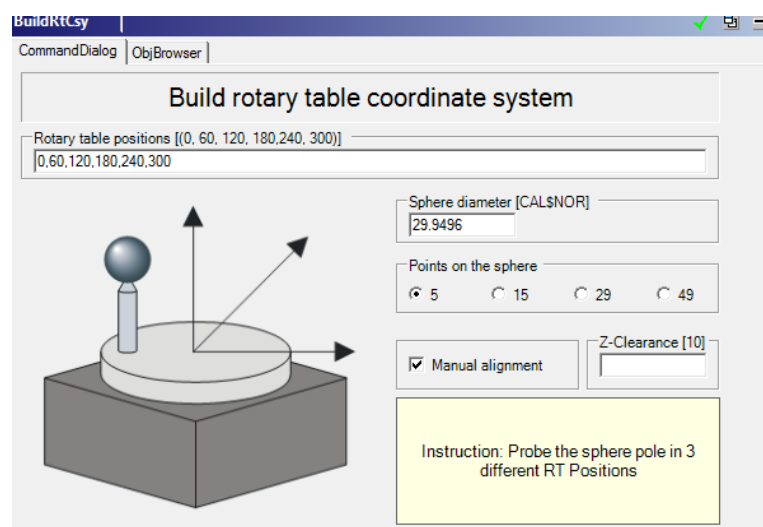 BuildRtCsy
CommandDialog ObjBrowser
Build rotary table coordinate system
Rotary table positions [(0, 60, 120, 180,240, 300)]
0,60,120,180,240,300
Sphere diameter [CAL$NOR]
29.9496
Points on the sphere
5 15 29 49
Manual alignment
Z-Clearance [10]
Instruction: Probe the sphere pole in 3
different RT Positions